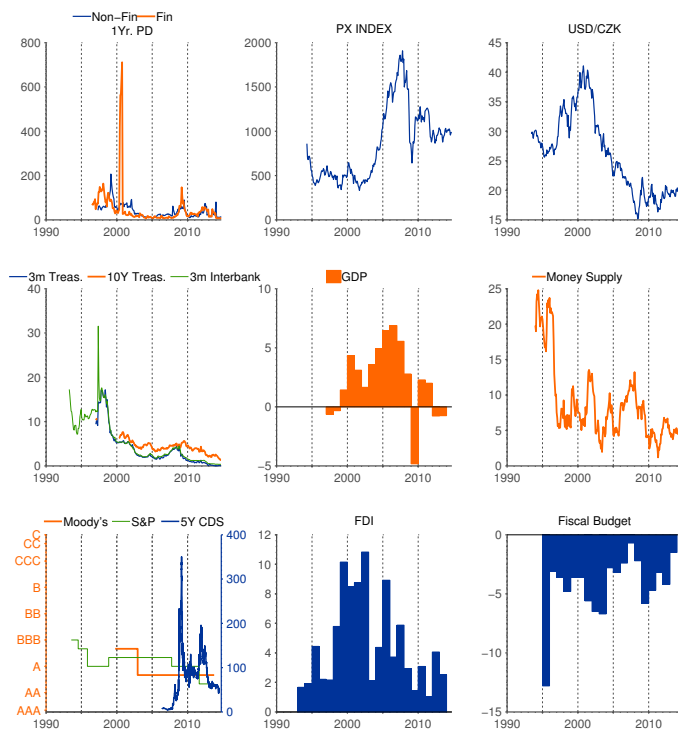 Non−Fin Fin
1Yr. PD
800
600
400
200
0
1990 2000 2010
PX INDEX
2000
1500
1000
500
0
1990 2000 2010
USD/CZK
45
40
35
30
25
20
15
1990 2000 2010
3m Treas. 10Y Treas. 3m Interbank
40
30
20
10
0
1990 2000 2010
GDP
10
5
0
−5
1990 2000 2010
Money Supply
25
20
15
10
5
0
1990 2000 2010
Moody's S&P 5Y CDS
C
CC
CCC
B
BB
BBB
A
AA
AAA
400
300
200
100
0
1990 2000 2010
FDI
12
10
8
6
4
2
0
1990 2000 2010
Fiscal Budget
0
−5
−10
−15
1990 2000 2010